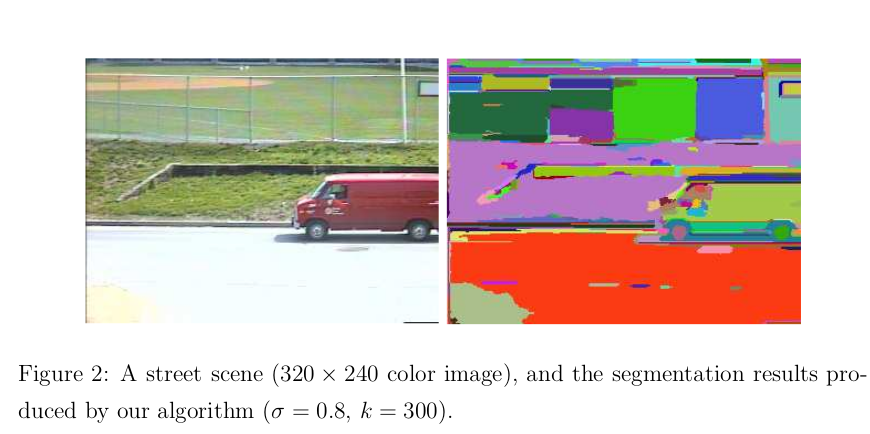 Figure 2: A street scene (320 × 240 color image), and the segmentation results pro-
duced by our algorithm (σ = 0.8, k = 300).